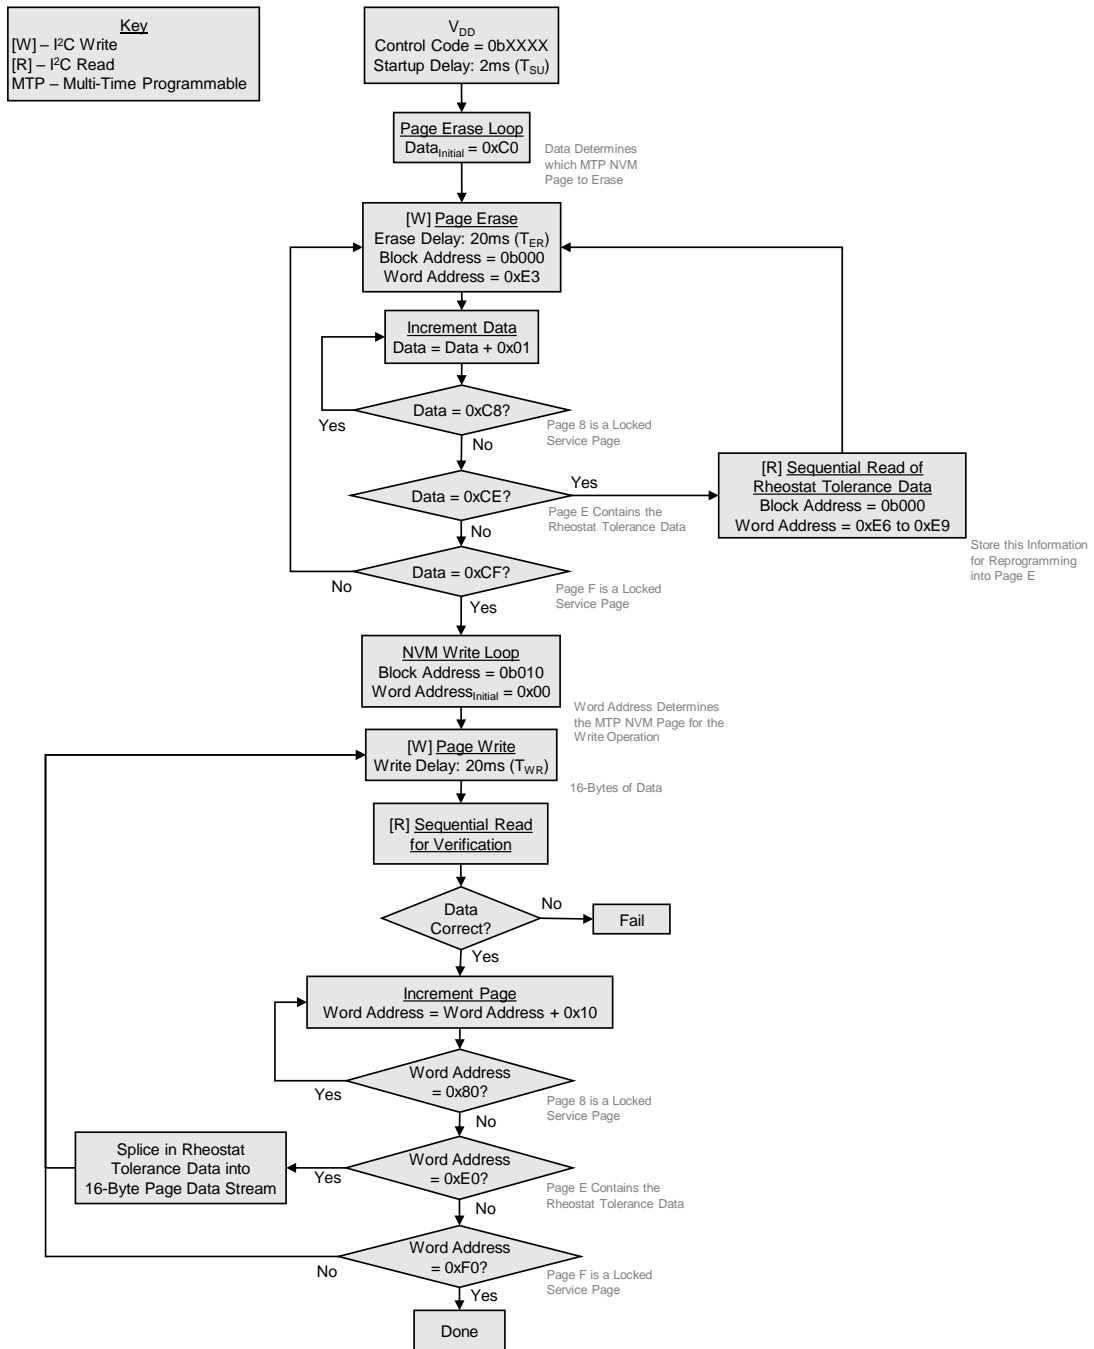 Key
[W] – I²C Write
[R] – I²C Read
MTP – Multi-Time Programmable
VDD
Control Code = 0bXXXX
Startup Delay: 2ms (TSU)
Page Erase Loop
DataInitial = 0xC0
Data Determines
which MTP NVM
Page to Erase
[W] Page Erase
Erase Delay: 20ms (TER)
Block Address = 0b000
Word Address = 0xE3
Increment Data
Data = Data + 0x01
Data = 0xC8?
Yes
Page 8 is a Locked
Service Page
No
Data = 0xCE?
Yes
Page E Contains the
Rheostat Tolerance Data
[R] Sequential Read of
Rheostat Tolerance Data
Block Address = 0b000
Word Address = 0xE6 to 0xE9
Store this Information
for Reprogramming
into Page E
No
Data = 0xCF?
No
Page F is a Locked
Service Page
Yes
NVM Write Loop
Block Address = 0b010
Word AddressInitial = 0x00
Word Address Determines
the MTP NVM Page for the
Write Operation
[W] Page Write
Write Delay: 20ms (TWR)
16-Bytes of Data
[R] Sequential Read
for Verification
Data
Correct?
No
Fail
Yes
Increment Page
Word Address = Word Address + 0x10
Word Address
= 0x80?
Yes
Page 8 is a Locked
Service Page
No
Splice in Rheostat
Tolerance Data into
16-Byte Page Data Stream
Yes
Word Address
= 0xE0?
Page E Contains the
Rheostat Tolerance Data
No
Word Address
= 0xF0?
No
Page F is a Locked
Service Page
Yes
Done